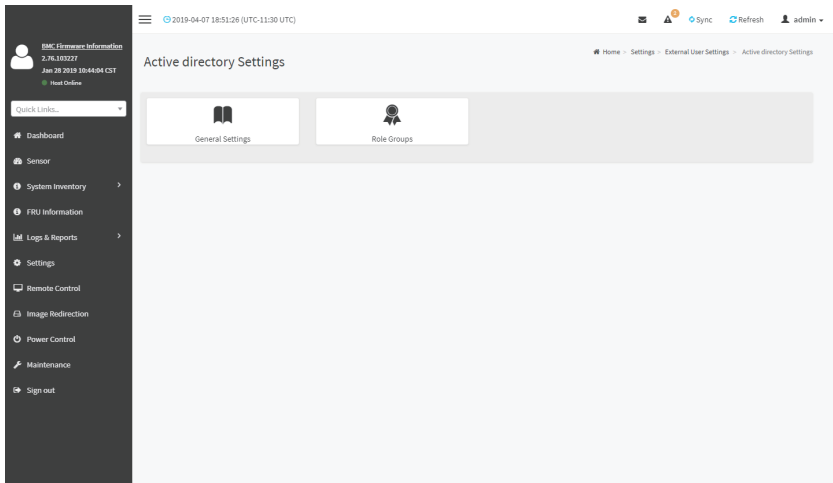 2019-04-07 18:51:26 (UTC-11:30 UTC)
2
Sync
Refresh
admin
BMC Firmware Information
2.76.103227
Jan 28 2019 10:44:04 CST
Host Online
Quick Links...
Dashboard
Sensor
System Inventory
FRU Information
Logs & Reports
Settings
Remote Control
Image Redirection
Power Control
Maintenance
Sign out
Active directory Settings
Home > Settings > External User Settings > Active directory Settings
General Settings
Role Groups